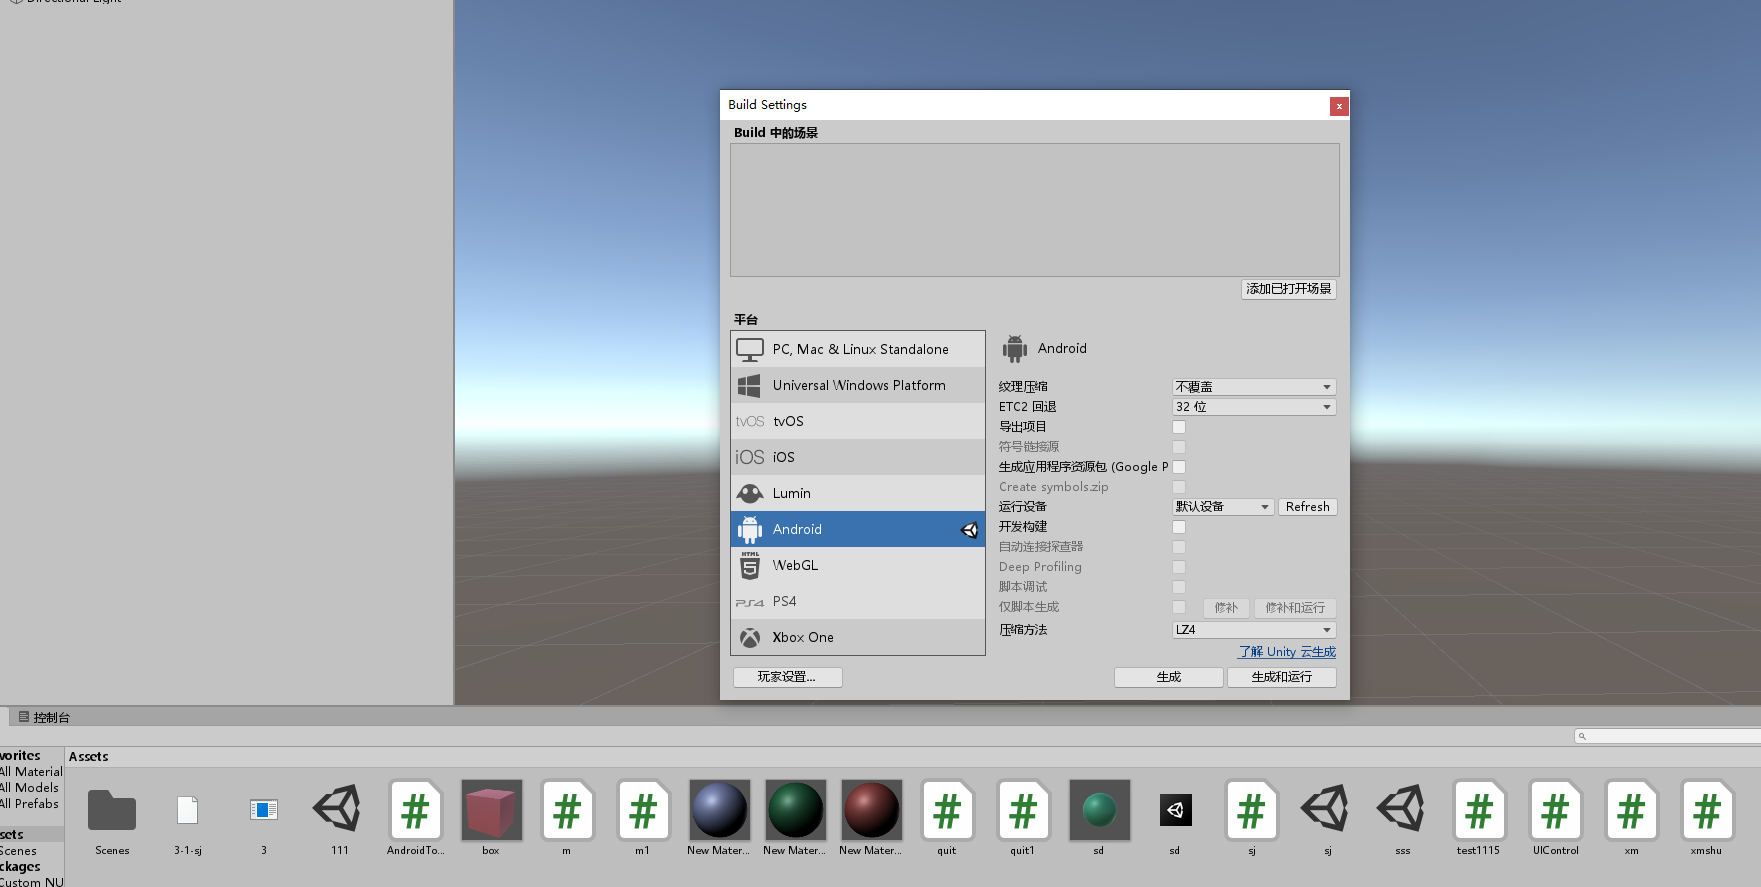 Directional Light
Build Settings
x
Build 中的场景
添加已打开场景
平台
PC, Mac & Linux Standalone
Universal Windows Platform
tvOS tvOS
iOS iOS
Lumin
Android
HTML
5
WebGL
PS4 PS4
Xbox One
Android
纹理压缩 不覆盖
ETC2 回退 32 位
导出项目
符号链接源
生成应用程序资源包 (Google P
Create symbols.zip
运行设备 默认设备 Refresh
开发构建
自动连接探查器
Deep Profiling
脚本调试
仅脚本生成 修补 修补和运行
压缩方法 LZ4
了解 Unity 云生成
玩家设置... 生成 生成和运行
控制台
vorites
All Material
All Models
All Prefabs
sets
Scenes
ckages
Custom NU
Assets
# # # # # # # # # #
Scenes 3-1-sj 3 111 AndroidTo... box m m1 New Mater... New Mater... New Mater... quit quit1 sd sd sj sj sss test1115 UIControl xm xmshu